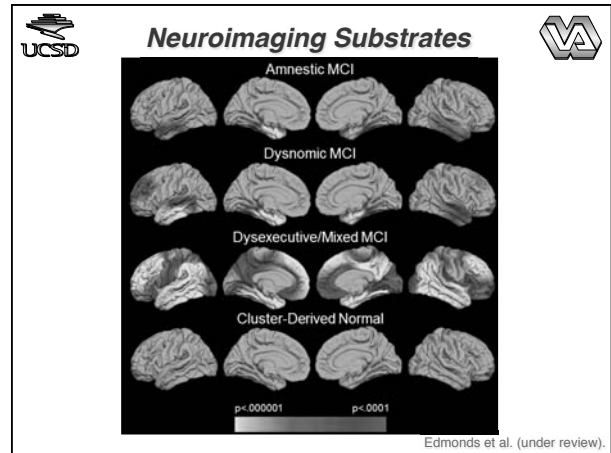 UCSD
Neuroimaging Substrates
VA
Amnestic MCI
Dysnomic MCI
Dysexecutive/Mixed MCI
Cluster-Derived Normal
p<.000001 p<.0001
Edmonds et al. (under review).